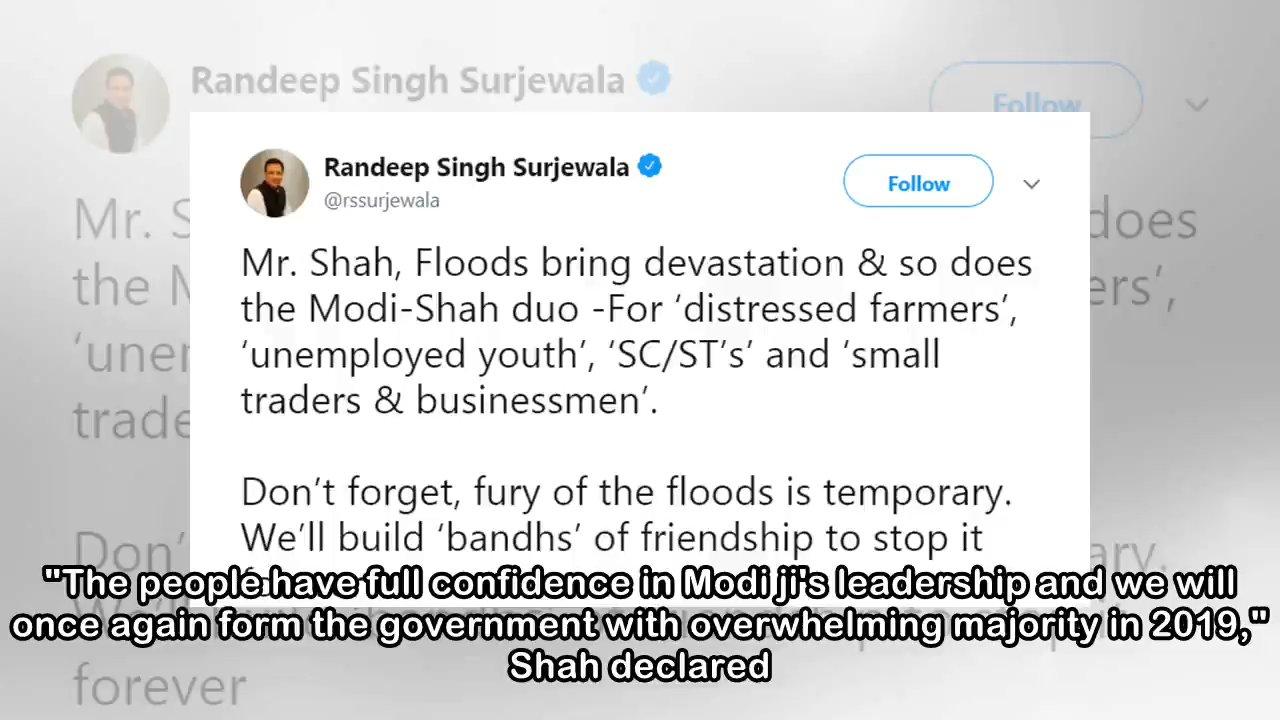 Randeep Singh Surjewala
Follow
Randeep Singh Surjewala
@rssurjewala
Follow
Mr. Shah, Floods bring devastation & so does
the Modi-Shah duo -For ‘distressed farmers’,
‘unemployed youth’, ‘SC/ST’s’ and ‘small
traders & businessmen’.
Don’t forget, fury of the floods is temporary.
We’ll build ‘bandhs’ of friendship to stop it
"The people have full confidence in Modi ji's leadership and we will
once again form the government with overwhelming majority in 2019,"
Shah declared
forever